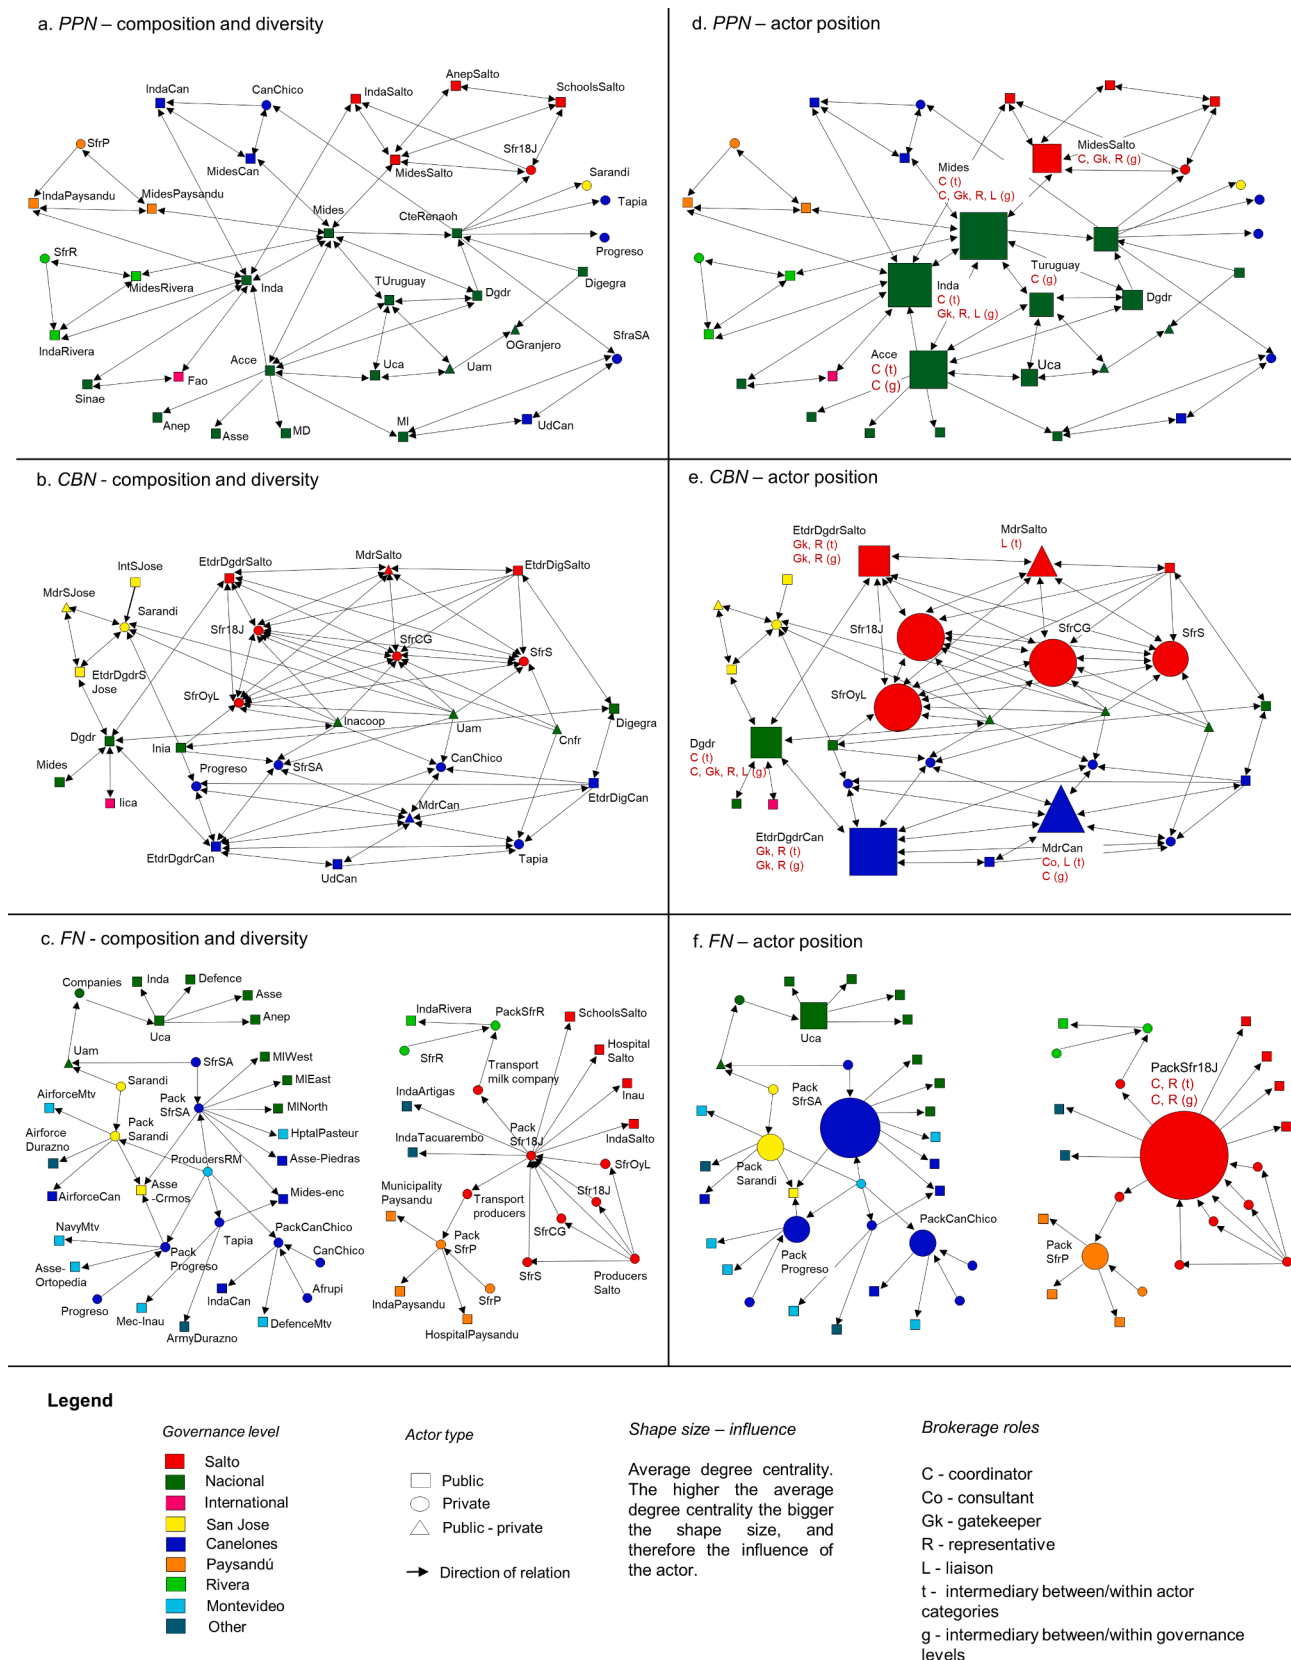 a. PPN – composition and diversity
IndaCan
CanChico
IndaSalto
AnepSalto
SchoolsSalto
SfrP
MidesCan
MidesSalto
Sfr18J
Sarandi
Tapia
IndaPaysandu
MidesPaysandu
Mides
CteRenaoh
Progreso
SfrR
MidesRivera
Inda
TUruguay
Dgdr
Digegra
IndaRivera
OGranjero
SfraSA
Acce
Uca
Uam
Fao
Sinae
Anep
Asse
MD
MI
UdCan
d. PPN – actor position
MidesSalto
C, Gk, R (g)
Mides
C (t)
C, Gk, R, L (g)
Turuguay
C (g)
Inda
C (t)
Gk, R, L (g)
Dgdr
Acce
C (t)
C (g)
Uca
b. CBN - composition and diversity
IntSJose
EtdrDgdrSalto
MdrSalto
EtdrDigSalto
MdrSJose
Sarandi
Sfr18J
SfrCG
SfrS
EtdrDgdrS
Jose
SfrOyL
Inacoop
Uam
Cnfr
Digegra
Dgdr
Inia
Mides
Progreso
SfrSA
CanChico
Iica
MdrCan
EtdrDigCan
EtdrDgdrCan
UdCan
Tapia
e. CBN – actor position
EtdrDgdrSalto
Gk, R (t)
Gk, R (g)
MdrSalto
L (t)
Sfr18J
SfrCG
SfrS
SfrOyL
Dgdr
C (t)
C, Gk, R, L (g)
EtdrDgdrCan
Gk, R (t)
Gk, R (g)
MdrCan
Co, L (t)
C (g)
c. FN - composition and diversity
Companies
Inda
Defence
Asse
Anep
Uca
Uam
SfrSA
MIWest
MIEast
MINorth
Sarandi
Pack
SfrSA
AirforceMtv
Pack
Sarandi
HptalPasteur
Airforce
Durazno
ProducersRM
Asse-Piedras
AirforceCan
Asse
-Crmos
Mides-enc
NavyMtv
Tapia
PackCanChico
Asse-
Ortopedia
Pack
Progreso
CanChico
Progreso
IndaCan
Afrupi
Mec-Inau
ArmyDurazno
DefenceMtv
IndaRivera
PackSfrR
SchoolsSalto
SfrR
Transport
milk company
Hospital
Salto
IndaArtigas
Inau
IndaTacuarembo
Pack
Sfr18J
IndaSalto
SfrOyL
Municipality
Paysandu
Transport
producers
Sfr18J
SfrCG
Pack
SfrP
SfrS
Producers
Salto
IndaPaysandu
SfrP
HospitalPaysandu
f. FN – actor position
Uca
Pack
SfrSA
Pack
Sarandi
PackCanChico
Pack
Progreso
PackSfr18J
C, R (t)
C, R (g)
Pack
SfrP
Legend
Governance level
Salto
Nacional
International
San Jose
Canelones
Paysandú
Rivera
Montevideo
Other
Actor type
Public
Private
Public - private
Direction of relation
Shape size – influence
Average degree centrality.
The higher the average
degree centrality the bigger
the shape size, and
therefore the influence of
the actor.
Brokerage roles
C - coordinator
Co - consultant
Gk - gatekeeper
R - representative
L - liaison
t - intermediary between/within actor
categories
g - intermediary between/within governance
levels